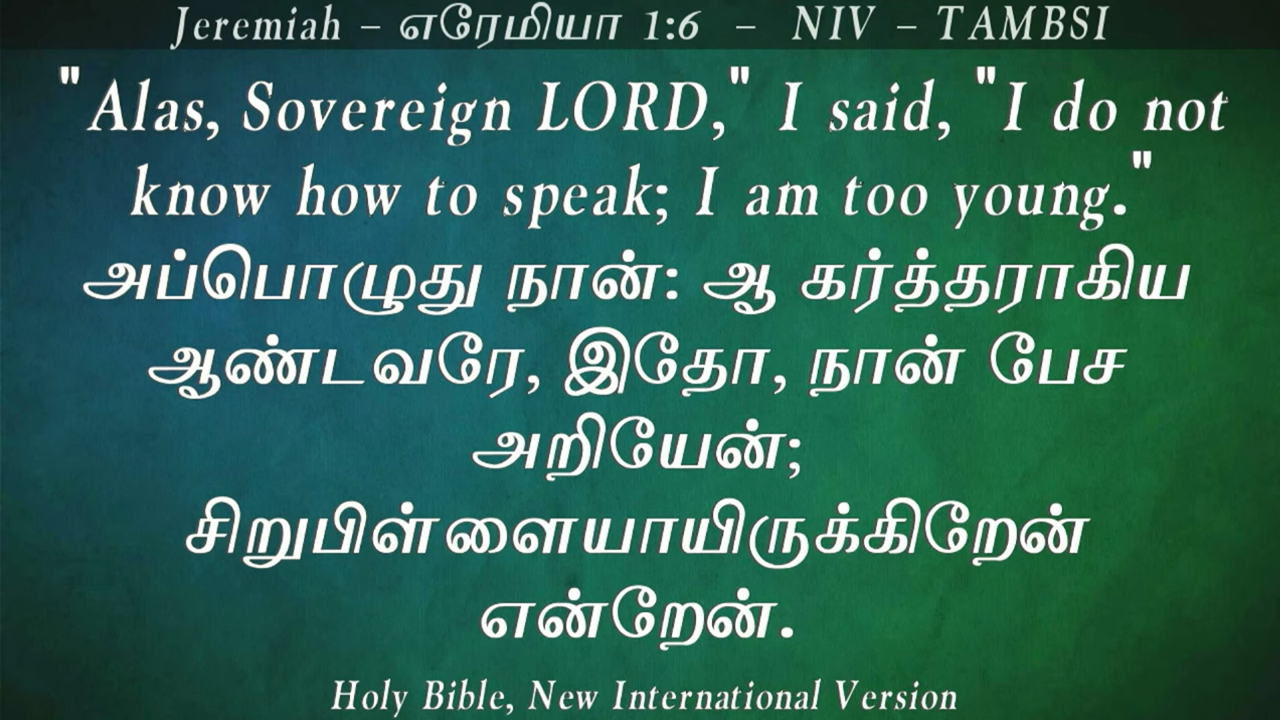 Jeremiah – எரேமியா 1:6 – NIV – TAMBSI
"Alas, Sovereign LORD," I said, "I do not
know how to speak; I am too young."
அப்பொழுது நான்: ஆ கர்த்தராகிய
ஆண்டவரே, இதோ, நான் பேச
அறியேன்;
சிறுபிள்ளையாயிருக்கிறேன்
என்றேன்.
Holy Bible, New International Version